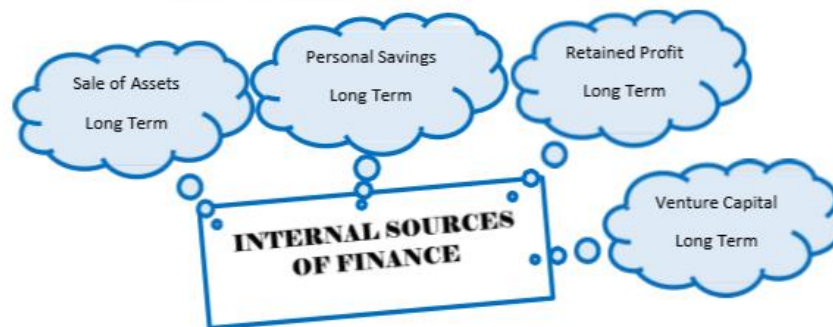 Sale of Assets
Long Term
Personal Savings
Long Term
Retained Profit
Long Term
Venture Capital
Long Term
INTERNAL SOURCES
OF FINANCE